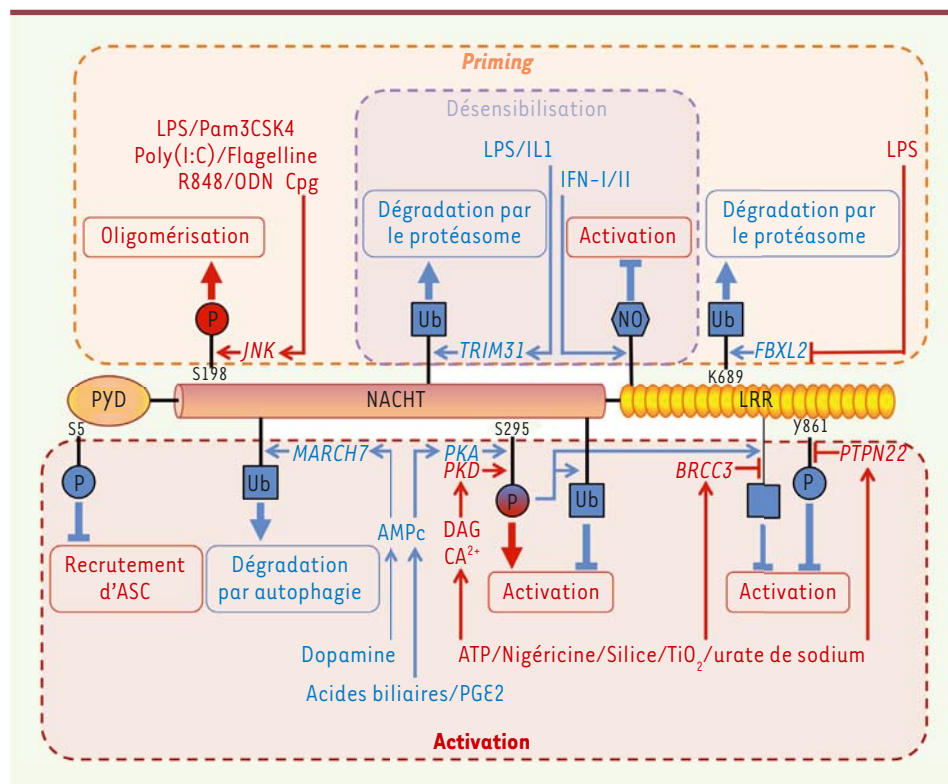 Priming
Désensibilisation
LPS/Pam3CSK4
Poly(I:C)/Flagelline
R848/ODN Cpg
LPS/IL1
IFN-I/II
LPS
Oligomérisation
Dégradation par
le protéasome
Activation
Dégradation par
le protéasome
P
Ub
NO
Ub
JNK
TRIM31
FBXL2
S198
K689
PYD
NACHT
LRR
S5
S295
Y861
MARCH7
PKA
PKD
BRCC3
PTPN22
P
Ub
P
Ub
P
AMPc
DAG
CA2+
Recrutement
d'ASC
Dégradation
par autophagie
Activation
Activation
Dopamine
ATP/Nigéricine/Silice/TiO2/urate de sodium
Acides biliaires/PGE2
Activation